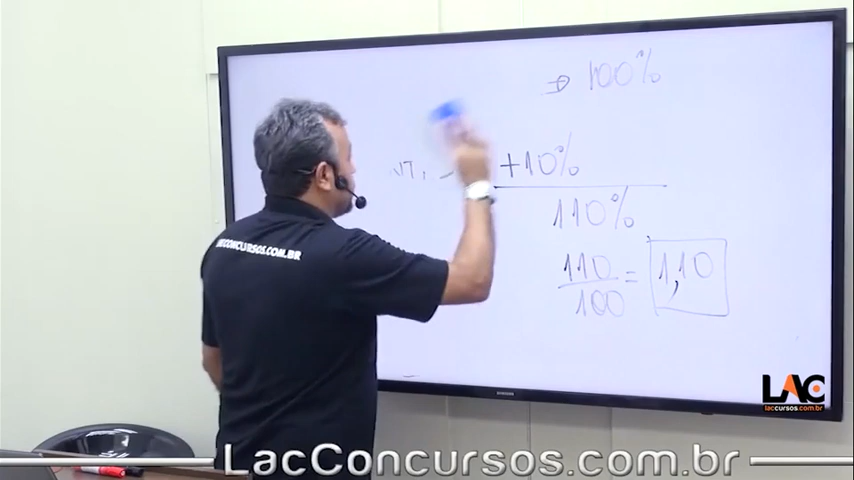 ⇒ 100%
+10%
110%
110/100 = 1,10
LACCURSOS.COM.BR
SAMSUNG
LAC
laccursos.com.br
LacConcursos.com.br